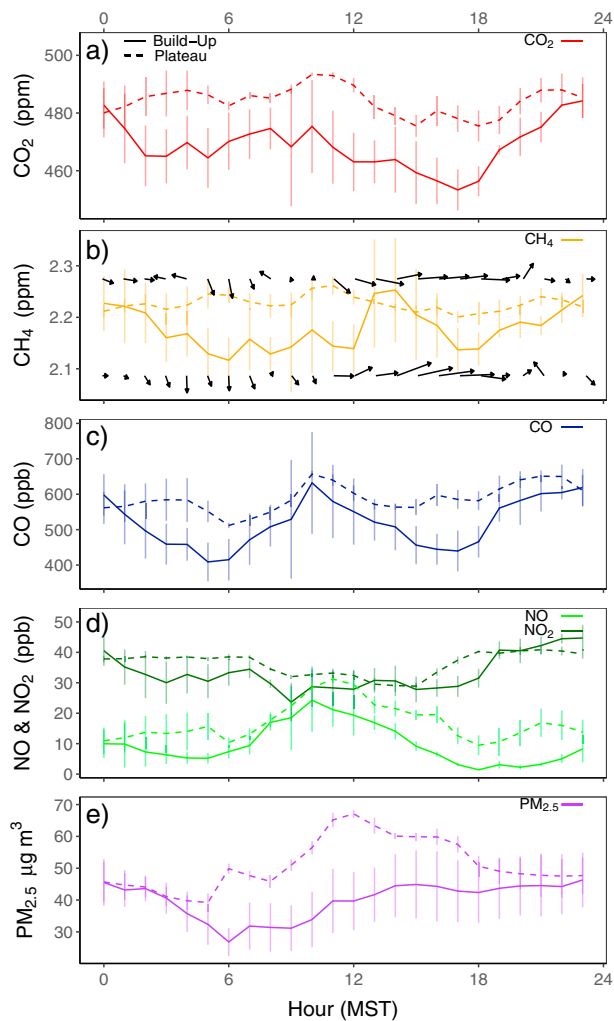 0 6 12 18 24
a) Build–Up CO₂
Plateau
500
480
460
CO₂ (ppm)
b) CH₄
2.3
2.2
2.1
CH₄ (ppm)
c) CO
800
700
600
500
400
CO (ppb)
d) NO
NO₂
50
40
30
20
10
0
NO & NO₂ (ppb)
e) PM₂.₅
70
60
50
40
30
PM₂.₅ µg m³
0 6 12 18 24
Hour (MST)